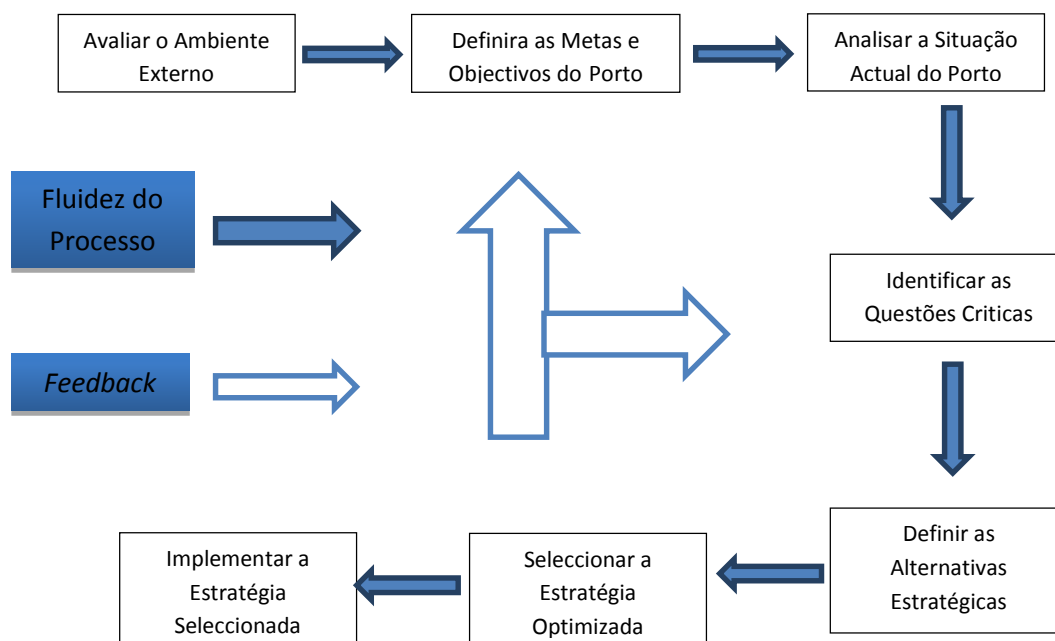 Avaliar o Ambiente
Externo
Definira as Metas e
Objectivos do Porto
Analisar a Situação
Actual do Porto
Fluidez do
Processo
Identificar as
Questões Criticas
Feedback
Definir as
Alternativas
Estratégicas
Seleccionar a
Estratégia
Optimizada
Implementar a
Estratégia
Seleccionada